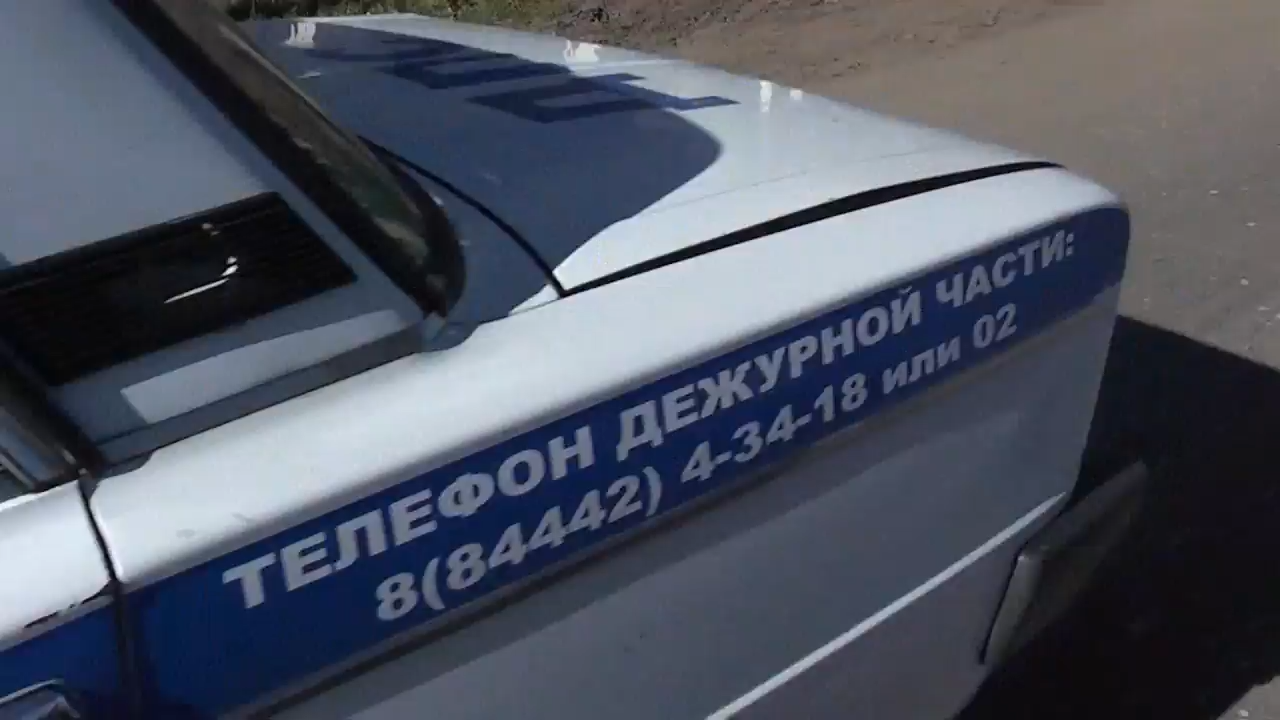 ТЕЛЕФОН ДЕЖУРНОЙ ЧАСТИ:
8(84442) 4-34-18 или 02